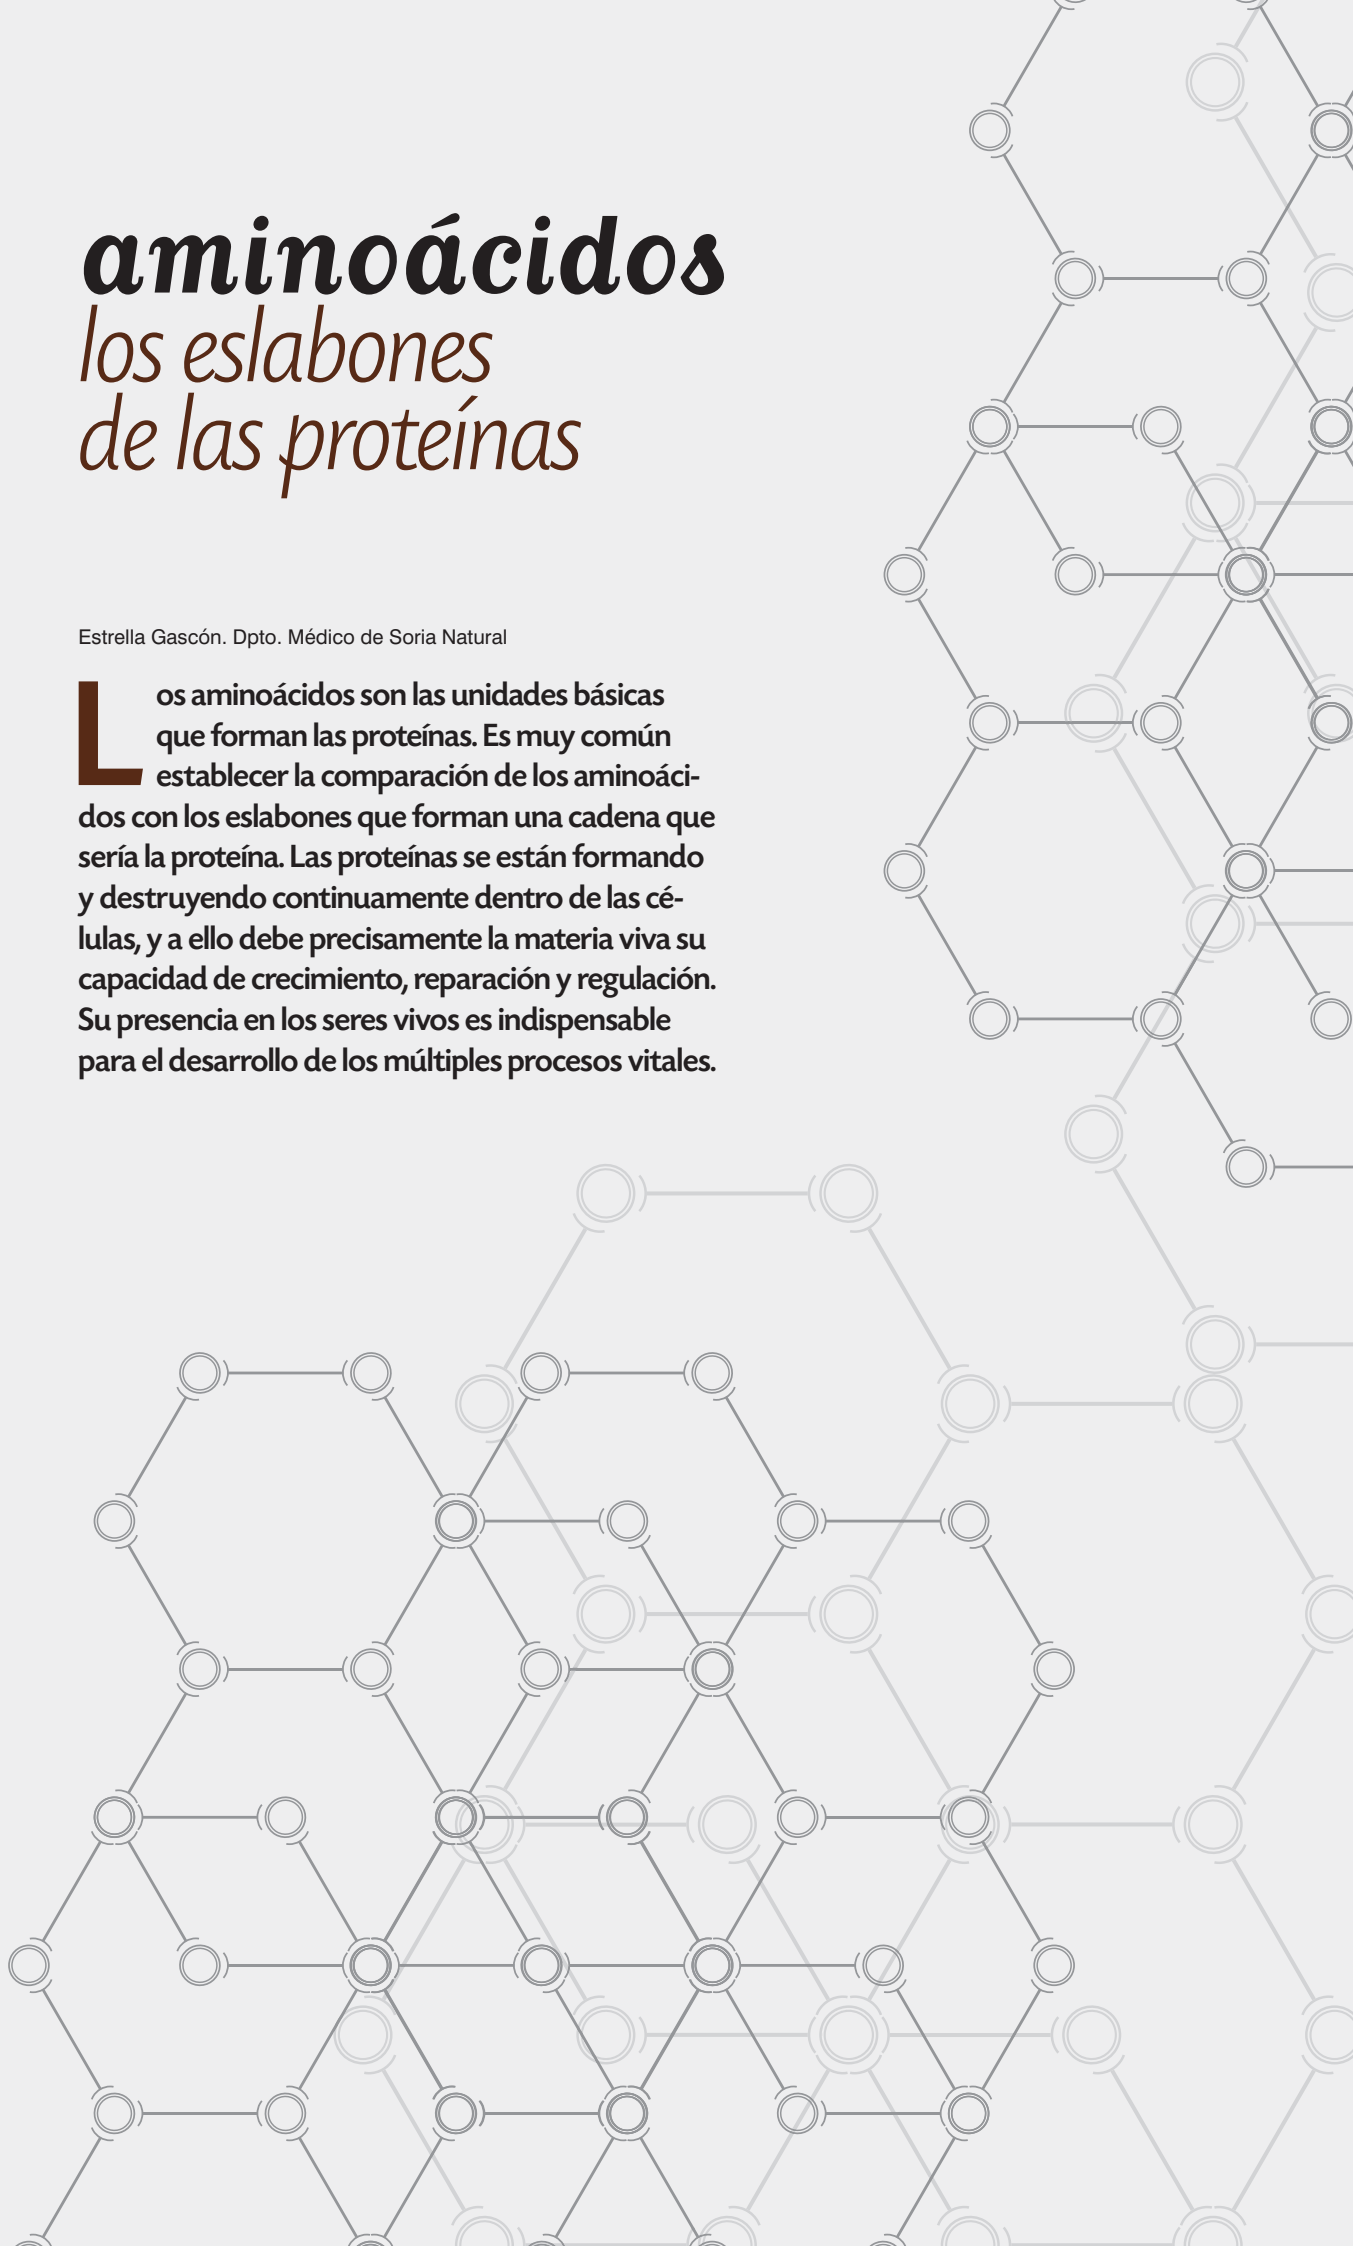 aminoácidos
los eslabones
de las proteínas
Estrella Gascón. Dpto. Médico de Soria Natural
Los aminoácidos son las unidades básicas
que forman las proteínas. Es muy común
establecer la comparación de los aminoáci-
dos con los eslabones que forman una cadena que
sería la proteína. Las proteínas se están formando
y destruyendo continuamente dentro de las cé-
lulas, y a ello debe precisamente la materia viva su
capacidad de crecimiento, reparación y regulación.
Su presencia en los seres vivos es indispensable
para el desarrollo de los múltiples procesos vitales.